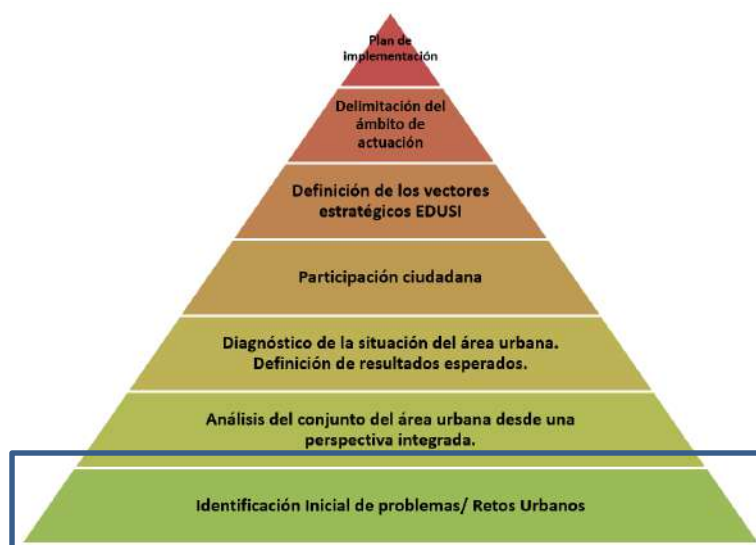 Plan de
implementación
Delimitación del
ámbito de
actuación
Definición de los vectores
estratégicos EDUSI
Participación ciudadana
Diagnóstico de la situación del área urbana.
Definición de resultados esperados.
Análisis del conjunto del área urbana desde una
perspectiva integrada.
Identificación Inicial de problemas/ Retos Urbanos